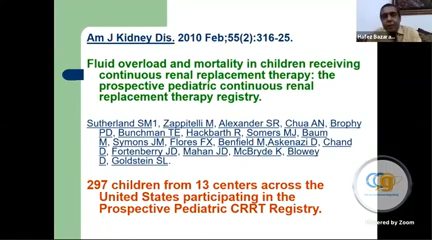 Hafez Bazara...
Am J Kidney Dis. 2010 Feb;55(2):316-25.
Fluid overload and mortality in children receiving
continuous renal replacement therapy: the
prospective pediatric continuous renal
replacement therapy registry.
Sutherland SM1, Zappitelli M, Alexander SR, Chua AN, Brophy
PD, Bunchman TE, Hackbarth R, Somers MJ, Baum
M, Symons JM, Flores FX, Benfield M, Askenazi D, Chand
D, Fortenberry JD, Mahan JD, McBryde K, Blowey
D, Goldstein SL.
297 children from 13 centers across the
United States participating in the
Prospective Pediatric CRRT Registry.
Powered by Zoom